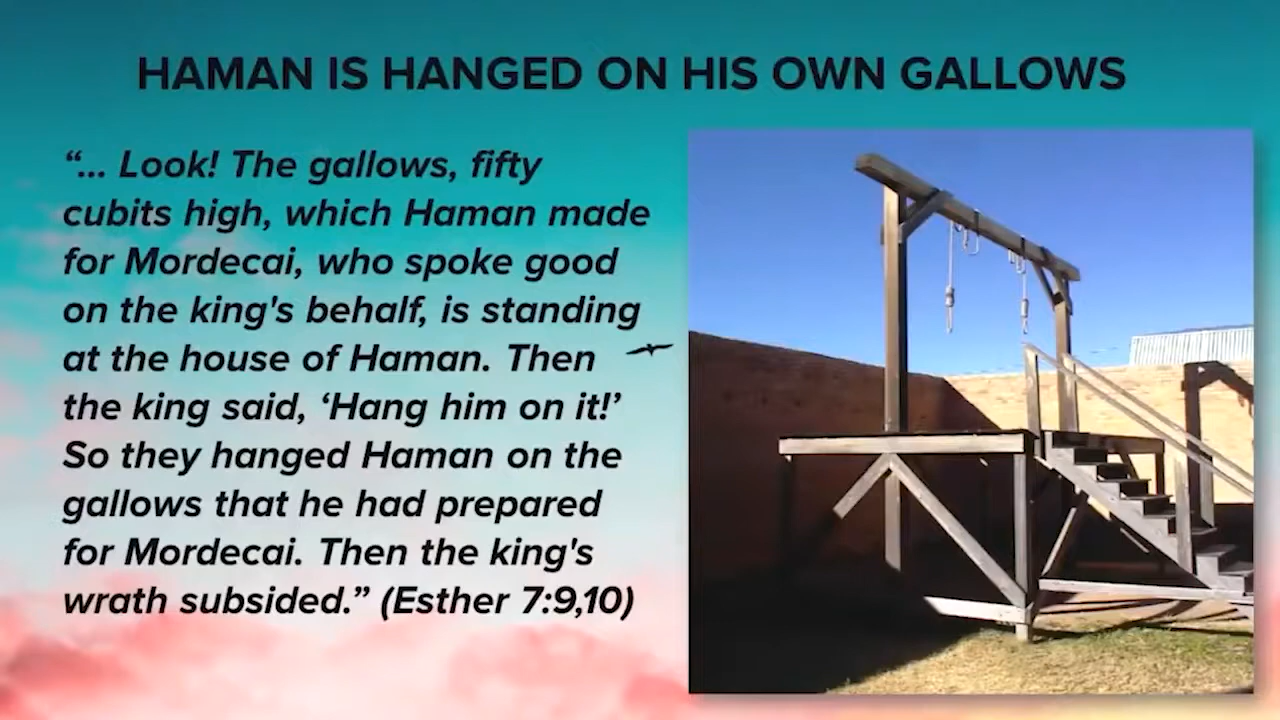 HAMAN IS HANGED ON HIS OWN GALLOWS
“... Look! The gallows, fifty
cubits high, which Haman made
for Mordecai, who spoke good
on the king's behalf, is standing
at the house of Haman. Then
the king said, ‘Hang him on it!’
So they hanged Haman on the
gallows that he had prepared
for Mordecai. Then the king's
wrath subsided.” (Esther 7:9,10)